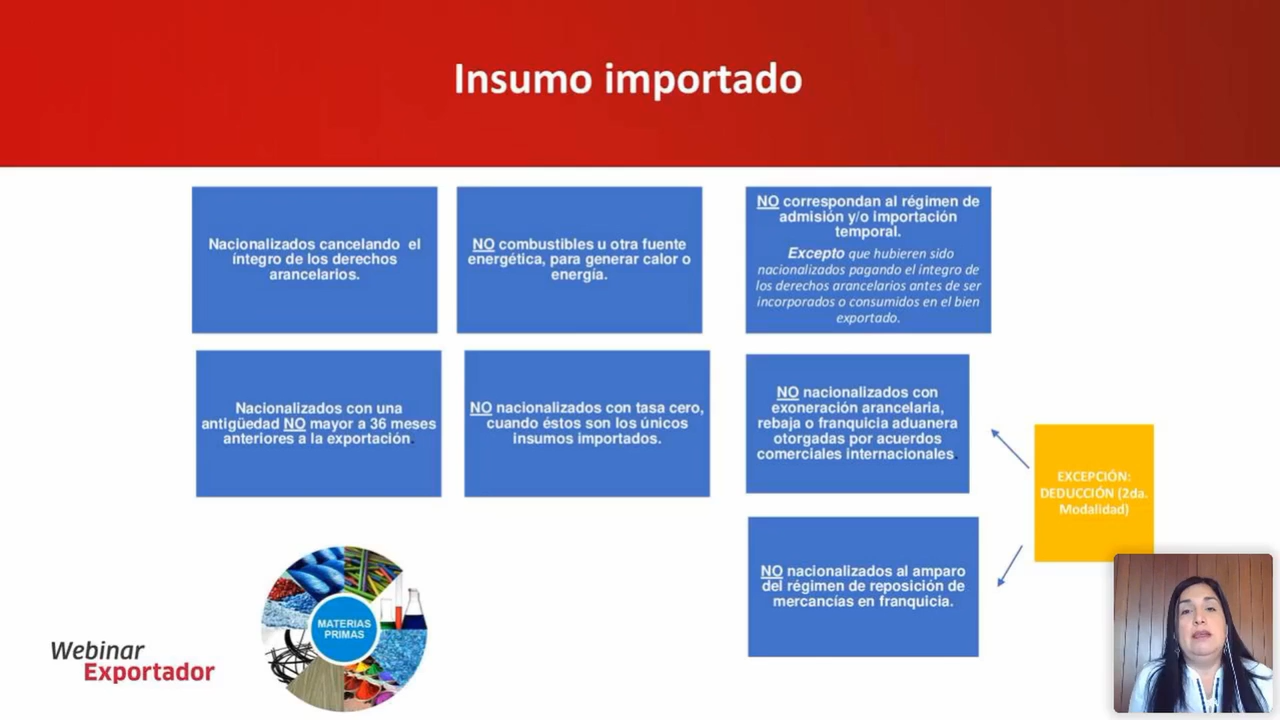 Insumo importado
Nacionalizados cancelando el
íntegro de los derechos
arancelarios.
NO combustibles u otra fuente
energética, para generar calor o
energía.
NO correspondan al régimen de
admisión y/o importación
temporal.
Excepto que hubieren sido
nacionalizados pagando el íntegro de
los derechos arancelarios antes de ser
incorporados o consumidos en el bien
exportado.
Nacionalizados con una
antigüedad NO mayor a 36 meses
anteriores a la exportación.
NO nacionalizados con tasa cero,
cuando éstos son los únicos
insumos importados.
NO nacionalizados con
exoneración arancelaria,
rebaja o franquicia aduanera
otorgadas por acuerdos
comerciales internacionales.
EXCEPCIÓN:
DEDUCCIÓN (2da.
Modalidad)
NO nacionalizados al amparo
del régimen de reposición de
mercancías en franquicia.
MATERIAS
PRIMAS
Webinar
Exportador